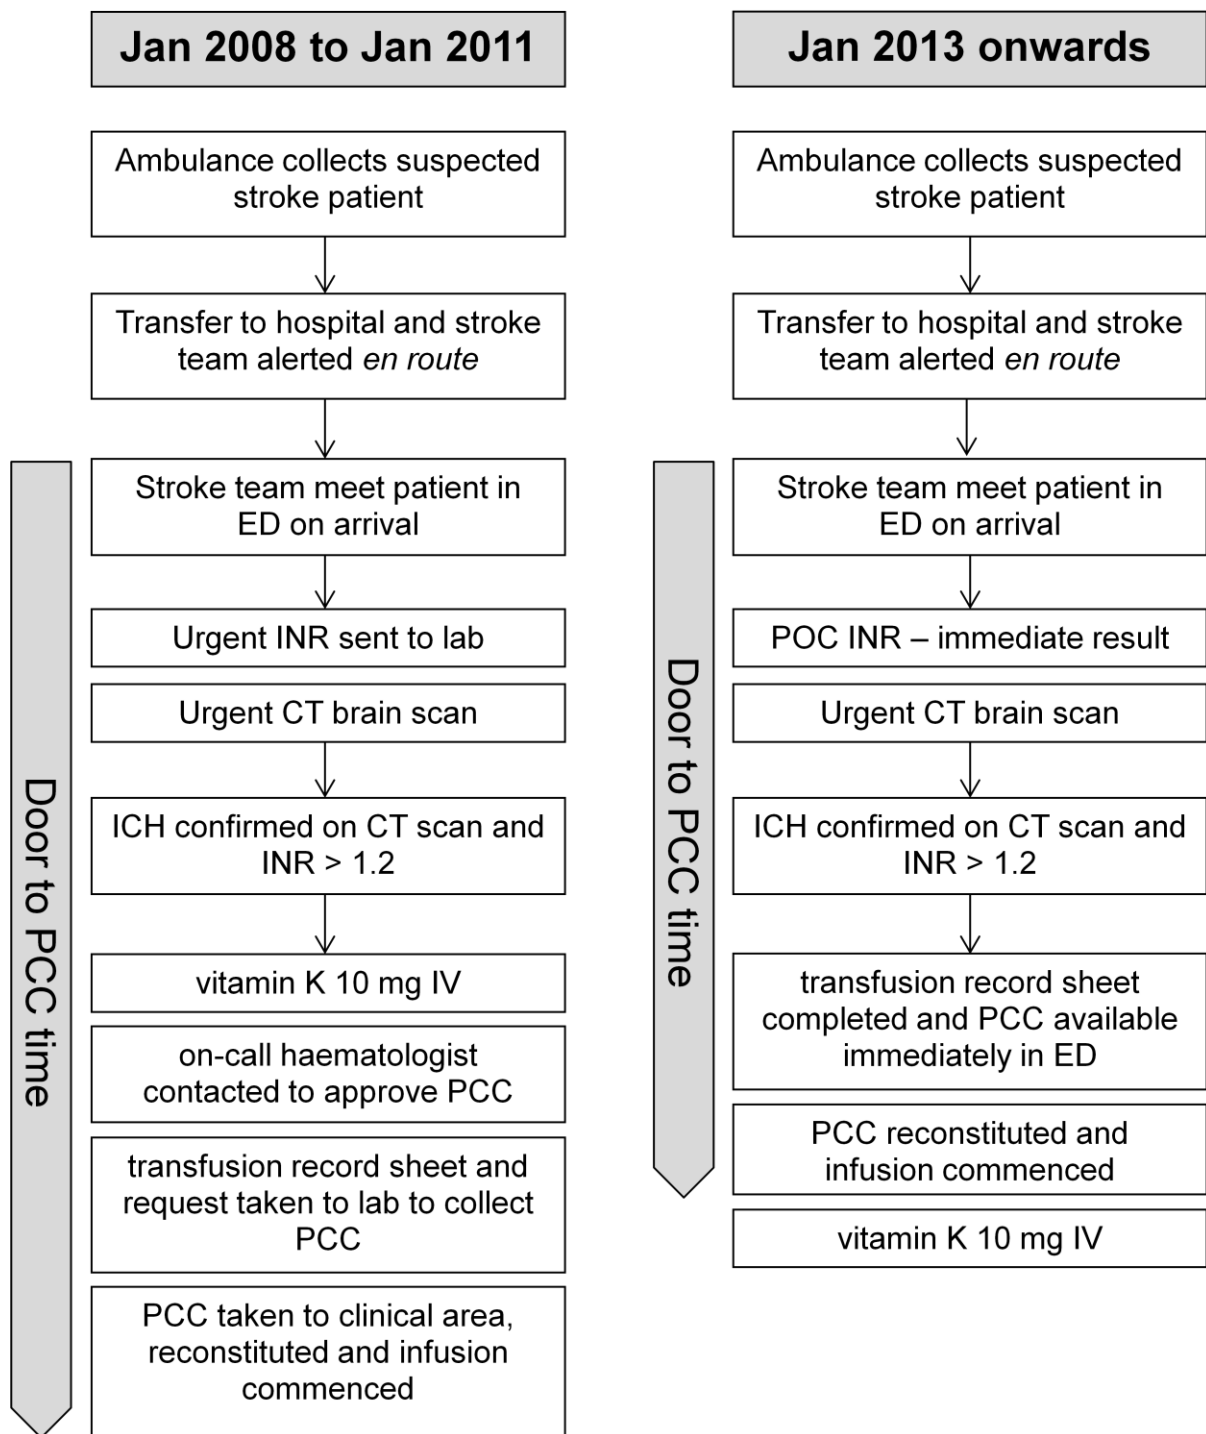 Jan 2008 to Jan 2011
Ambulance collects suspected
stroke patient
Transfer to hospital and stroke
team alerted en route
Stroke team meet patient in
ED on arrival
Urgent INR sent to lab
Urgent CT brain scan
ICH confirmed on CT scan and
INR > 1.2
vitamin K 10 mg IV
on-call haematologist
contacted to approve PCC
transfusion record sheet and
request taken to lab to collect
PCC
PCC taken to clinical area,
reconstituted and infusion
commenced
Door to PCC time
Jan 2013 onwards
Ambulance collects suspected
stroke patient
Transfer to hospital and stroke
team alerted en route
Stroke team meet patient in
ED on arrival
POC INR – immediate result
Urgent CT brain scan
ICH confirmed on CT scan and
INR > 1.2
transfusion record sheet
completed and PCC available
immediately in ED
PCC reconstituted and
infusion commenced
vitamin K 10 mg IV
Door to PCC time